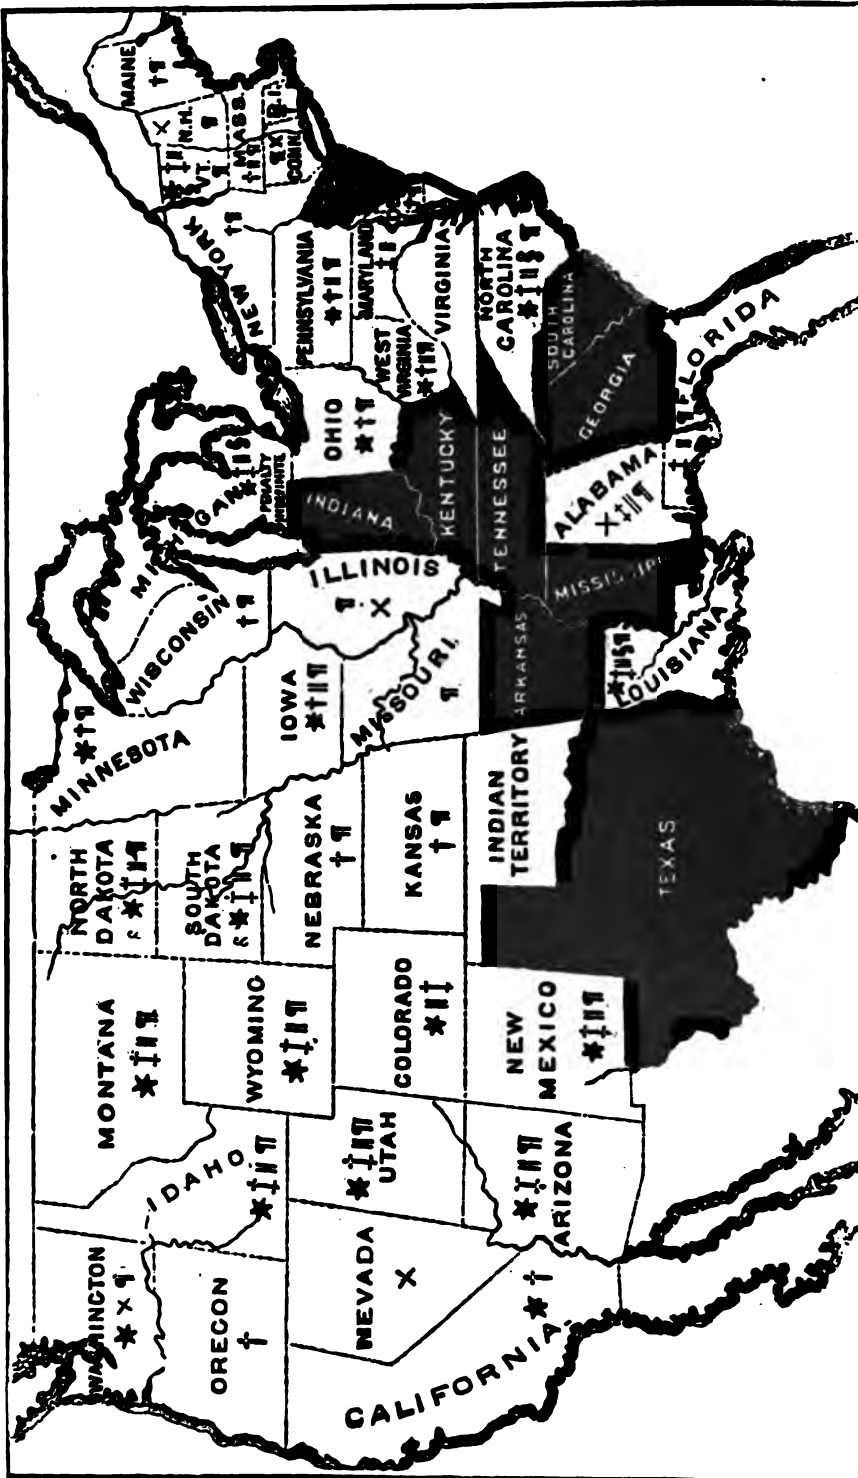 MAINE
†¶
×
N.H.
¶
VT.
¶
MASS.
R.I.
¶×
CONN.
NEW YORK
†¶
PENNSYLVANIA
*†‖¶
MARYLAND
‡‖
WEST
VIRGINIA
*†‖¶
VIRGINIA
NORTH
CAROLINA
*‡‖§¶
SOUTH
CAROLINA
GEORGIA
FLORIDA
OHIO
*†¶
MICHIGAN
PENALTY
INDEFINITE
INDIANA
KENTUCKY
TENNESSEE
ALABAMA
×‡‖¶
MISSISSIPPI
ILLINOIS
¶ ×
WISCONSIN
†¶
MINNESOTA
*†¶
IOWA
*†‖¶
MISSOURI
¶
ARKANSAS
LOUISIANA
*‡‖§¶
NORTH
DAKOTA
*‡‖¶
SOUTH
DAKOTA
*‡‖¶
NEBRASKA
†¶
KANSAS
†¶
INDIAN
TERRITORY
TEXAS
MONTANA
*‡‖¶
WYOMING
*‡‖¶
COLORADO
*‖‡
NEW
MEXICO
*‡‖¶
IDAHO
*‡‖¶
*‡‖¶
UTAH
*‡‖¶
ARIZONA
WASHINGTON
*×¶
OREGON
†
NEVADA
×
CALIFORNIA
*†